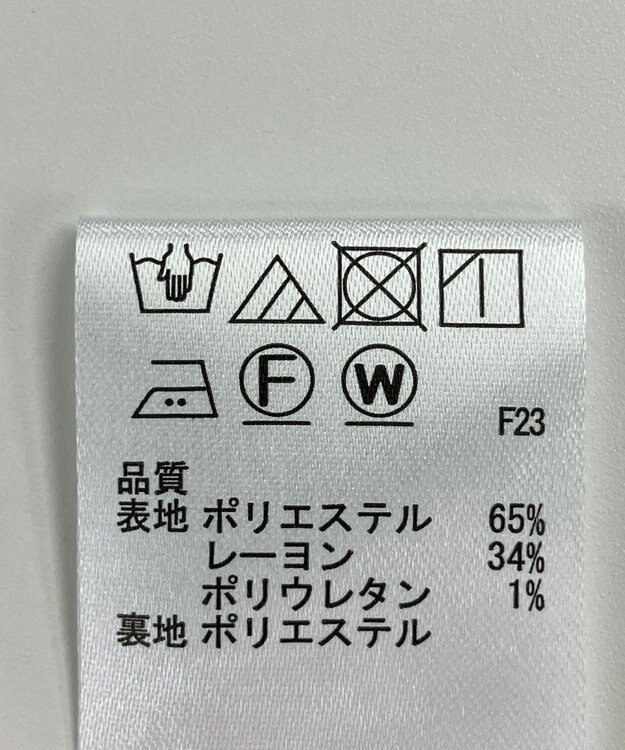 F W
F23
品質
表地 ポリエステル 65%
レーヨン 34%
ポリウレタン 1%
裏地 ポリエステル